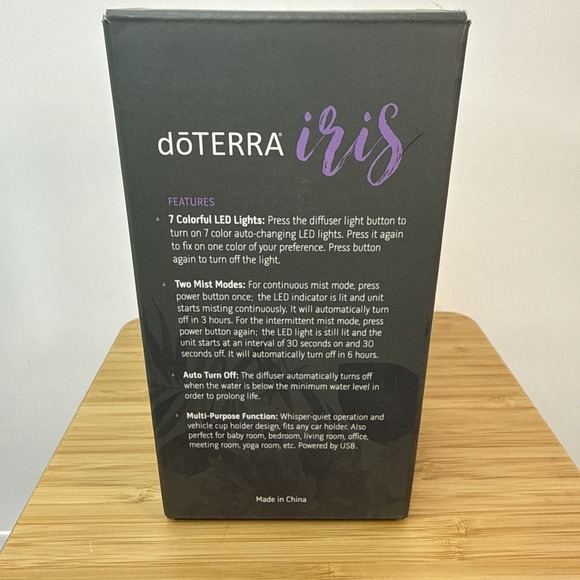 dōTERRA® iris
FEATURES
7 Colorful LED Lights: Press the diffuser light button to
turn on 7 color auto-changing LED lights. Press it again
to fix on one color of your preference. Press button
again to turn off the light.
Two Mist Modes: For continuous mist mode, press
power button once; the LED indicator is lit and unit
starts misting continuously. It will automatically turn
off in 3 hours. For the intermittent mist mode, press
power button again; the LED light is still lit and the
unit starts at an interval of 30 seconds on and 30
seconds off. It will automatically turn off in 6 hours.
Auto Turn Off: The diffuser automatically turns off
when the water is below the minimum water level in
order to prolong life.
Multi-Purpose Function: Whisper-quiet operation and
vehicle cup holder design, fits any car holder. Also
perfect for baby room, bedroom, living room, office,
meeting room, yoga room, etc. Powered by USB.
Made in China